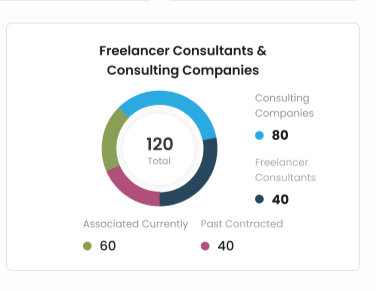 Freelancer Consultants &
Consulting Companies
120
Total
Consulting
Companies
80
Freelancer
Consultants
40
Associated Currently
60
Past Contracted
40